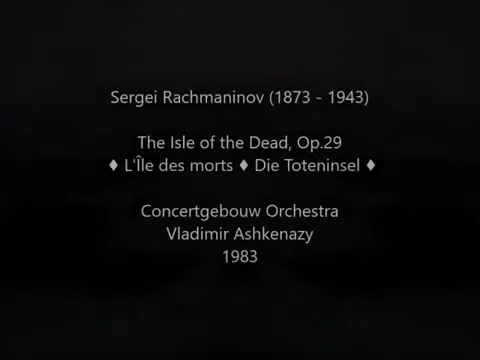 Sergei Rachmaninov (1873 - 1943)
The Isle of the Dead, Op.29
♦ L'Île des morts ♦ Die Toteninsel ♦
Concertgebouw Orchestra
Vladimir Ashkenazy
1983